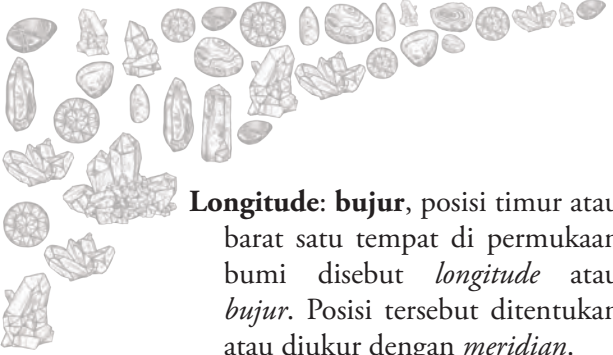 Longitude: bujur, posisi timur atau
barat satu tempat di permukaan
bumi disebut longitude atau
bujur. Posisi tersebut ditentukan
atau diukur dengan meridian.